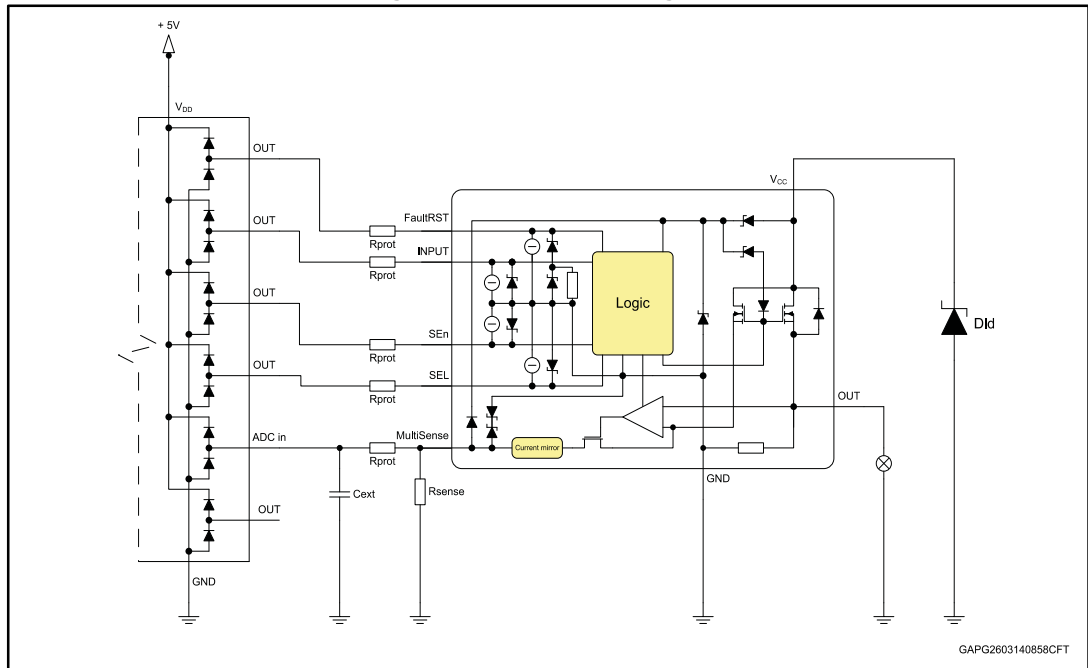 + 5V
VDD
OUT
OUT
OUT
OUT
ADC in
OUT
GND
Rprot
Rprot
Rprot
Rprot
Rprot
Cext
Rsense
FaultRST
INPUT
SEn
SEL
MultiSense
Logic
Current mirror
VCC
OUT
GND
Dld
GAPG2603140858CFT